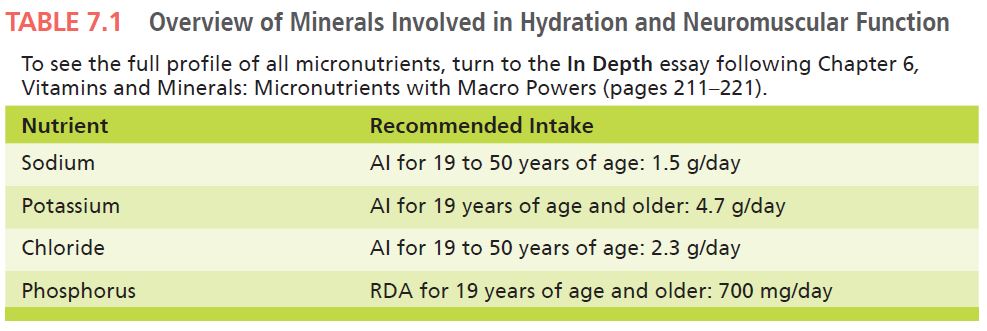 TABLE 7.1 Overview of Minerals Involved in Hydration and Neuromuscular Function
To see the full profile of all micronutrients, turn to the In Depth essay following Chapter 6,
Vitamins and Minerals: Micronutrients with Macro Powers (pages 211–221).
Nutrient Recommended Intake
Sodium AI for 19 to 50 years of age: 1.5 g/day
Potassium AI for 19 years of age and older: 4.7 g/day
Chloride AI for 19 to 50 years of age: 2.3 g/day
Phosphorus RDA for 19 years of age and older: 700 mg/day